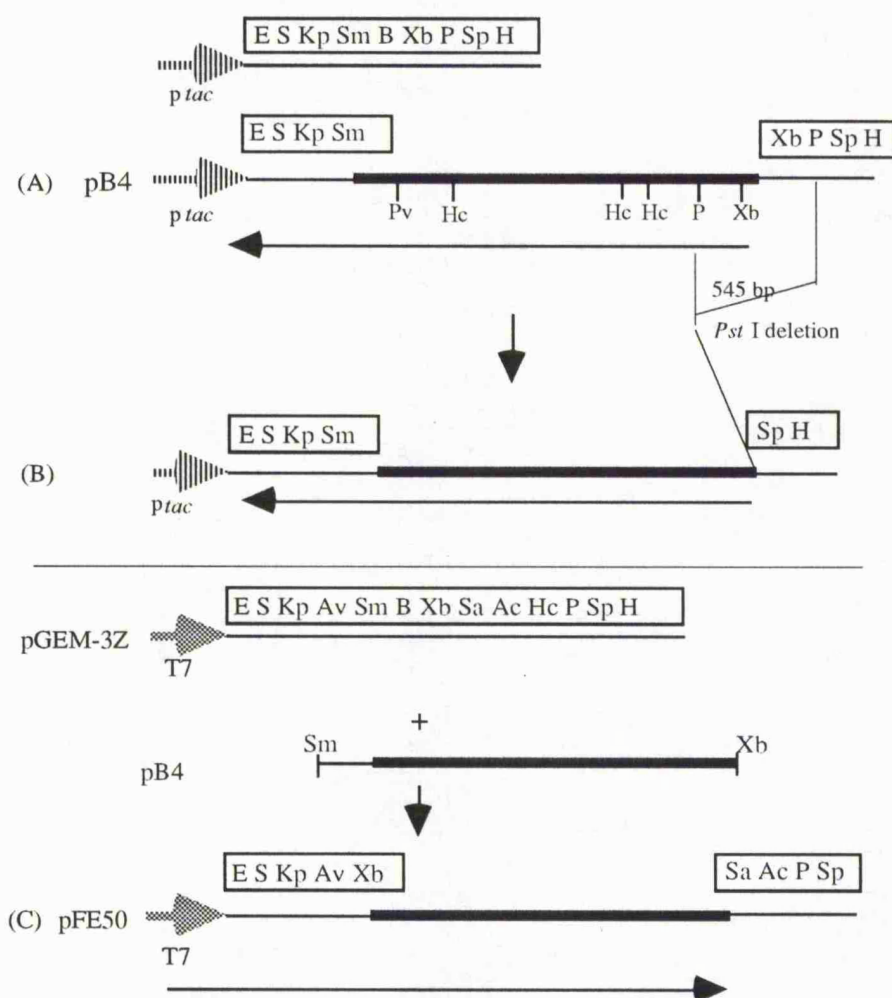 E S Kp Sm B Xb P Sp H
p tac
E S Kp Sm
Xb P Sp H
(A) pB4
p tac
Pv Hc Hc Hc P Xb
545 bp
Pst I deletion
E S Kp Sm
Sp H
(B)
ptac
E S Kp Av Sm B Xb Sa Ac Hc P Sp H
pGEM-3Z
T7
+
Sm Xb
pB4
E S Kp Av Xb
Sa Ac P Sp
(C) pFE50
T7